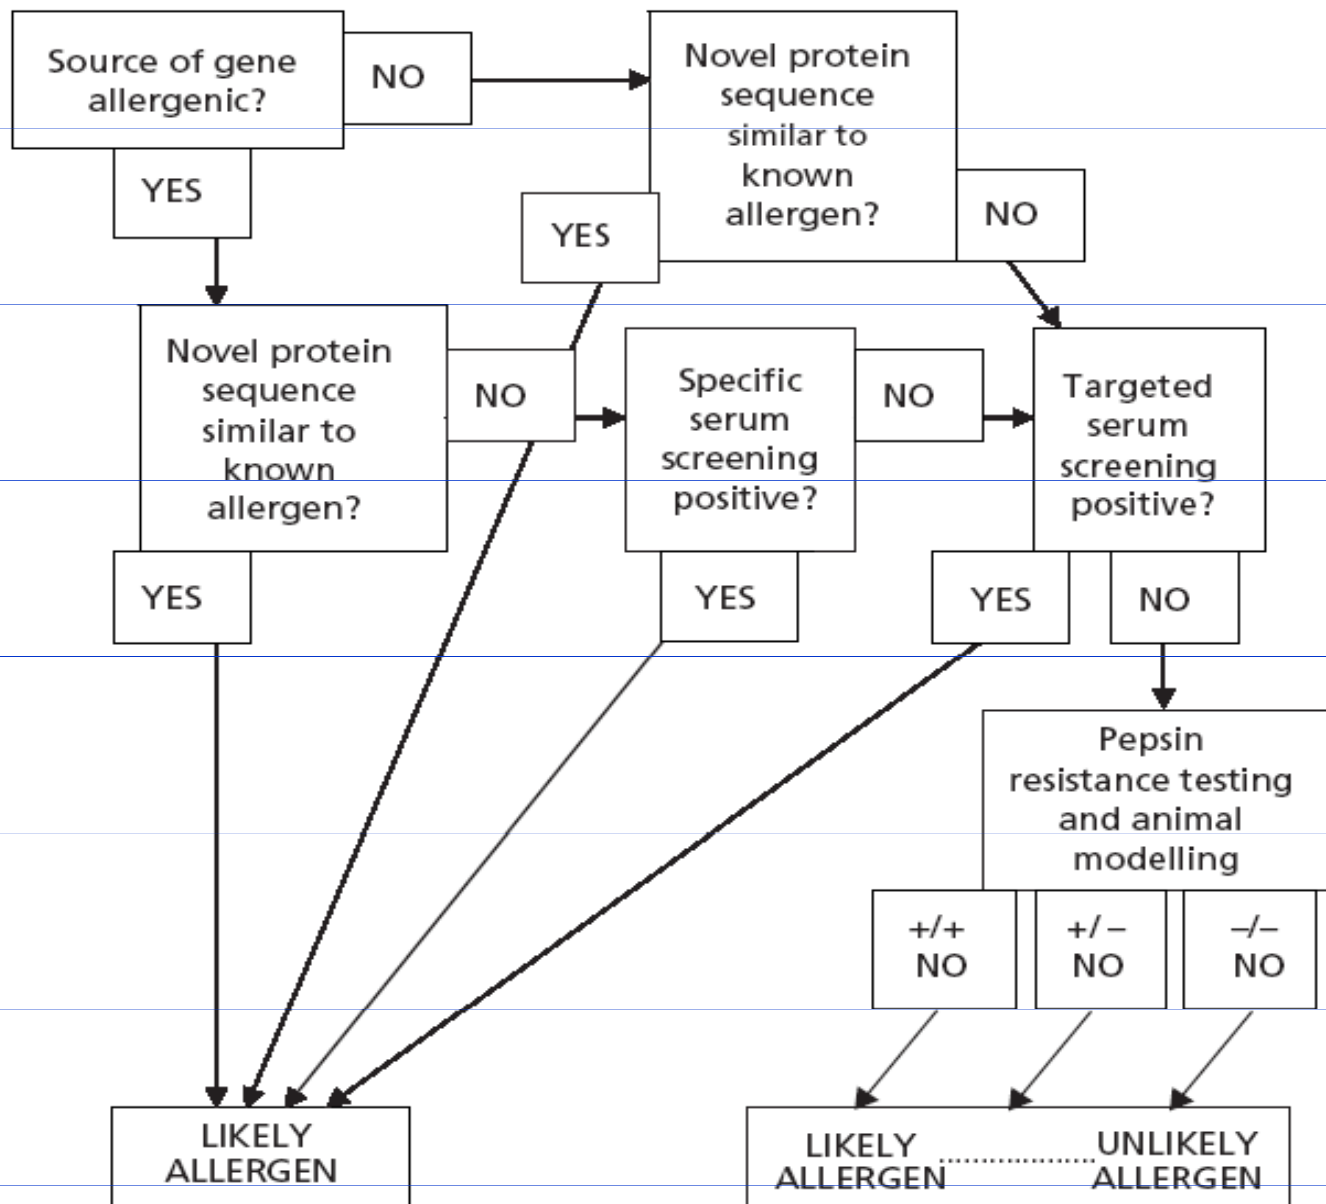 Source of gene
allergenic?
NO
YES
Novel protein
sequence
similar to
known
allergen?
YES
NO
Novel protein
sequence
similar to
known
allergen?
NO
YES
Specific
serum
screening
positive?
NO
YES
Targeted
serum
screening
positive?
YES
NO
Pepsin
resistance testing
and animal
modelling
+/+
NO
+/–
NO
–/–
NO
LIKELY
ALLERGEN
LIKELY
ALLERGEN
UNLIKELY
ALLERGEN